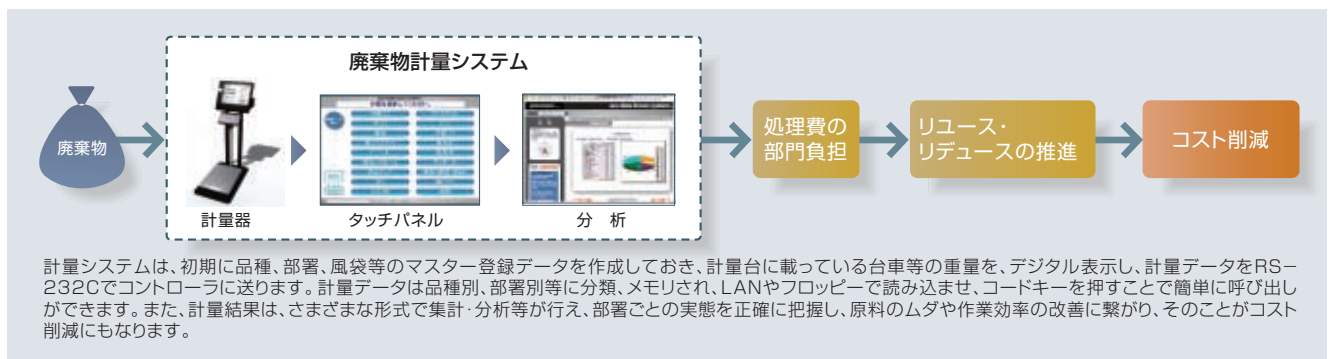 廃棄物計量システム
廃棄物
計量器
タッチパネル
分 析
処理費の
部門負担
リユース・
リデュースの推進
コスト削減
計量システムは、初期に品種、部署、風袋等のマスター登録データを作成しておき、計量台に載っている台車等の重量を、デジタル表示し、計量データをRS−
232Cでコントローラに送ります。計量データは品種別、部署別等に分類、メモリされ、LANやフロッピーで読み込ませ、コードキーを押すことで簡単に呼び出し
ができます。また、計量結果は、さまざまな形式で集計・分析等が行え、部署ごとの実態を正確に把握し、原料のムダや作業効率の改善に繋がり、そのことがコスト
削減にもなります。